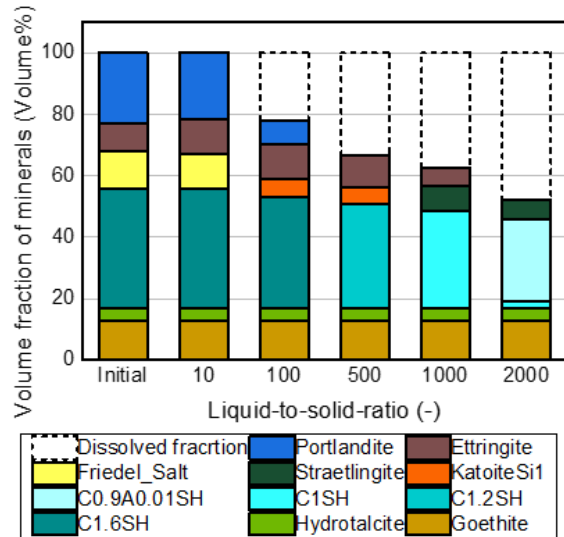 Volume fraction of minerals (Volume%)
100
80
60
40
20
0
Initial 10 100 500 1000 2000
Liquid-to-solid-ratio (-)
Dissolved fracrtion Portlandite Ettringite
Friedel_Salt Straetlingite KatoiteSi1
C0.9A0.01SH C1SH C1.2SH
C1.6SH Hydrotalcite Goethite